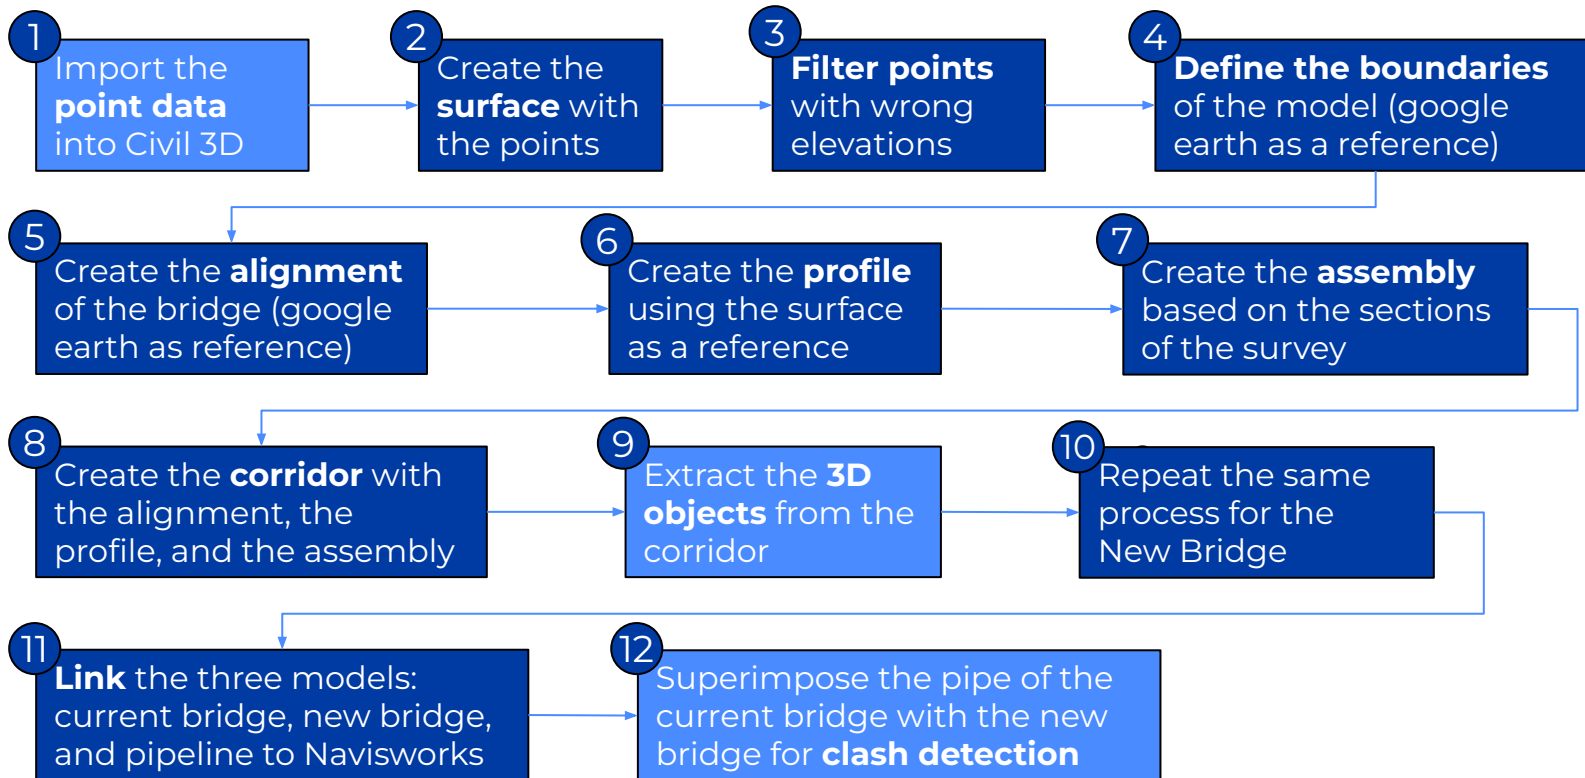 1
Import the
point data
into Civil 3D
2
Create the
surface with
the points
3
Filter points
with wrong
elevations
4
Define the boundaries
of the model (google
earth as a reference)
5
Create the alignment
of the bridge (google
earth as reference)
6
Create the profile
using the surface
as a reference
7
Create the assembly
based on the sections
of the survey
8
Create the corridor with
the alignment, the
profile, and the assembly
9
Extract the 3D
objects from the
corridor
10
Repeat the same
process for the
New Bridge
11
Link the three models:
current bridge, new bridge,
and pipeline to Navisworks
12
Superimpose the pipe of the
current bridge with the new
bridge for clash detection